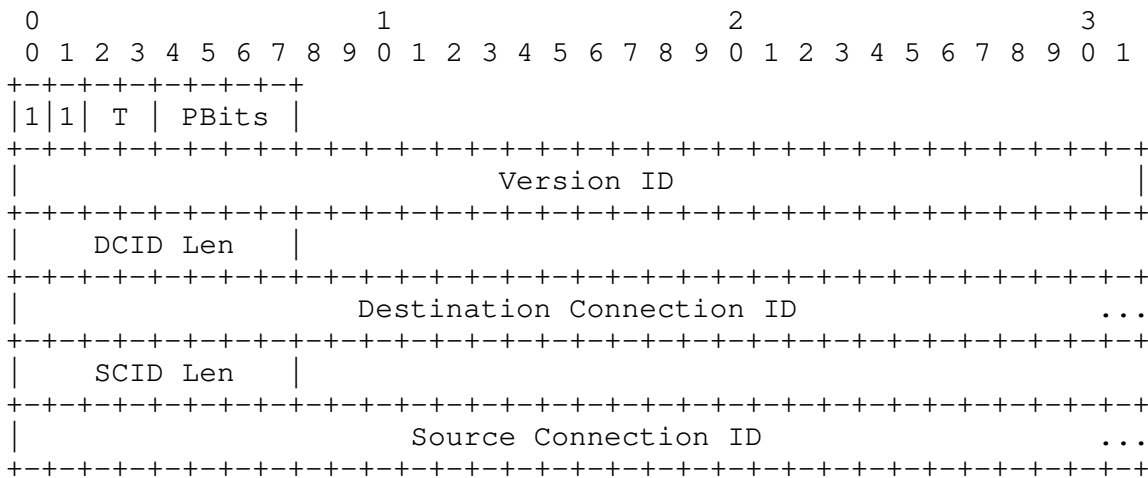 0                   1                   2                   3
 0 1 2 3 4 5 6 7 8 9 0 1 2 3 4 5 6 7 8 9 0 1 2 3 4 5 6 7 8 9 0 1
+-+-+-+-+-+-+-+-+
|1|1| T | PBits |
+-+-+-+-+-+-+-+-+-+-+-+-+-+-+-+-+-+-+-+-+-+-+-+-+-+-+-+-+-+-+-+-+
|                          Version ID                          |
+-+-+-+-+-+-+-+-+-+-+-+-+-+-+-+-+-+-+-+-+-+-+-+-+-+-+-+-+-+-+-+-+
|    DCID Len   |
+-+-+-+-+-+-+-+-+-+-+-+-+-+-+-+-+-+-+-+-+-+-+-+-+-+-+-+-+-+-+-+-+
|                  Destination Connection ID                 ...
+-+-+-+-+-+-+-+-+-+-+-+-+-+-+-+-+-+-+-+-+-+-+-+-+-+-+-+-+-+-+-+-+
|    SCID Len   |
+-+-+-+-+-+-+-+-+-+-+-+-+-+-+-+-+-+-+-+-+-+-+-+-+-+-+-+-+-+-+-+-+
|                     Source Connection ID                   ...
+-+-+-+-+-+-+-+-+-+-+-+-+-+-+-+-+-+-+-+-+-+-+-+-+-+-+-+-+-+-+-+-+